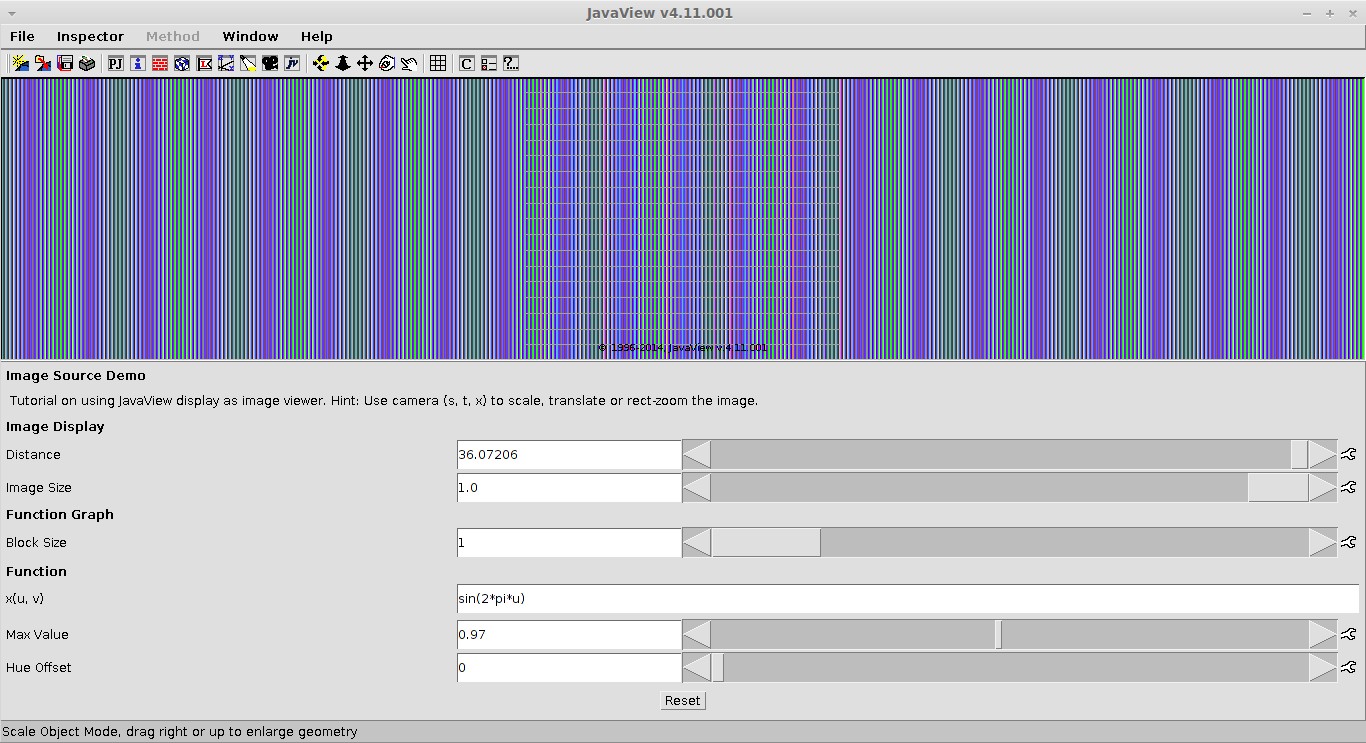 JavaView v4.11.001
File Inspector Method Window Help
PJ i jv C ?...
© 1996-2014, JavaView v.4.11.001
Image Source Demo
Tutorial on using JavaView display as image viewer. Hint: Use camera (s, t, x) to scale, translate or rect-zoom the image.
Image Display
Distance 36.07206
Image Size 1.0
Function Graph
Block Size 1
Function
x(u, v) sin(2*pi*u)
Max Value 0.97
Hue Offset 0
Reset
Scale Object Mode, drag right or up to enlarge geometry